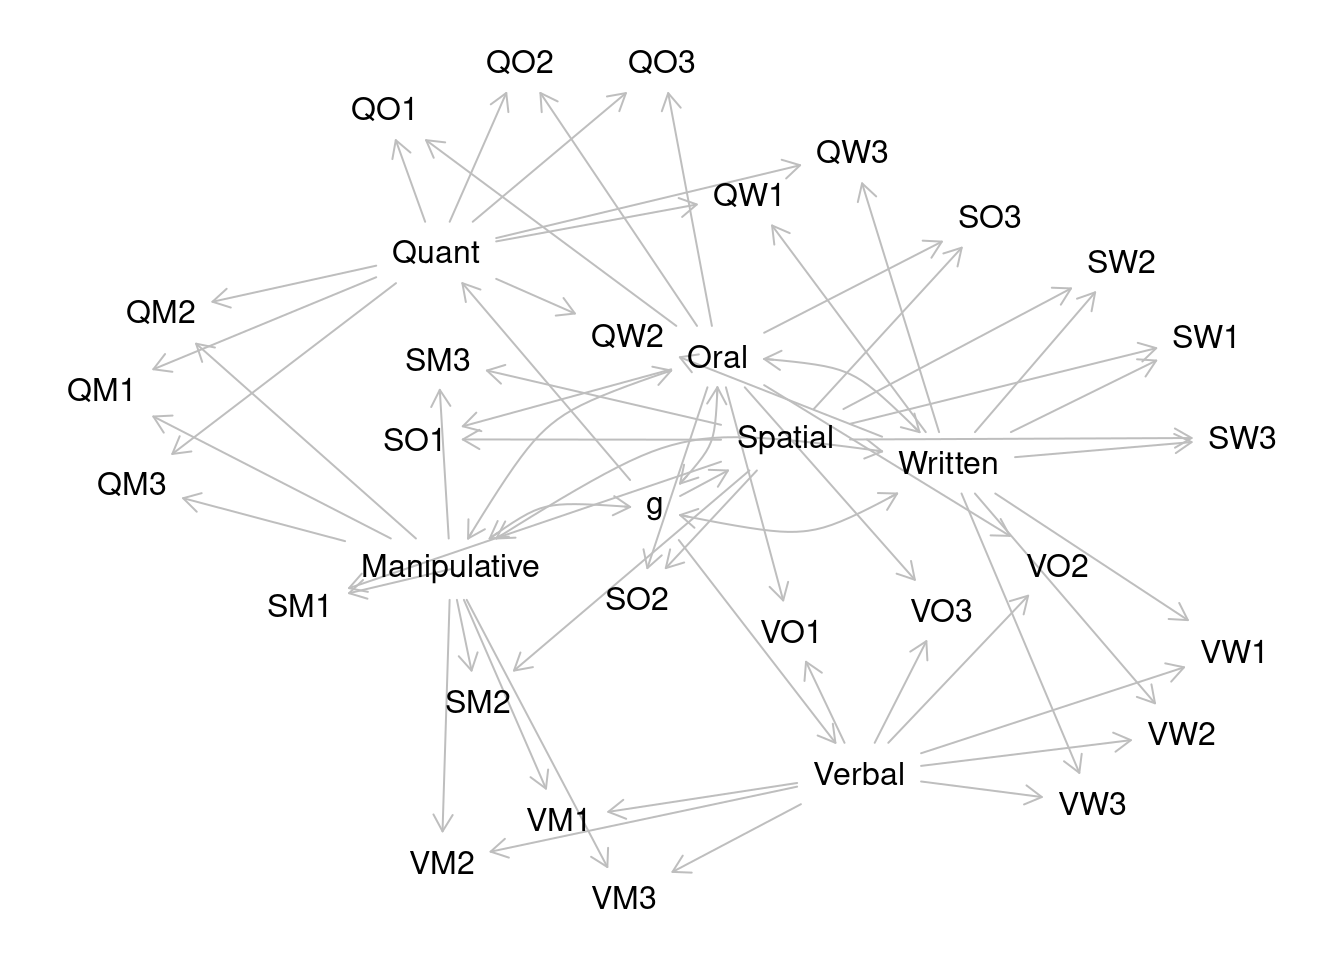 QO2
QO3
QO1
QW3
QW1
SO3
Quant
SW2
QM2
QW2
SW1
Oral
SM3
QM1
SO1
Spatial
SW3
Written
QM3
g
Manipulative
VO2
SM1
SO2
VO3
VO1
VW1
SM2
VW2
Verbal
VW3
VM1
VM2
VM3